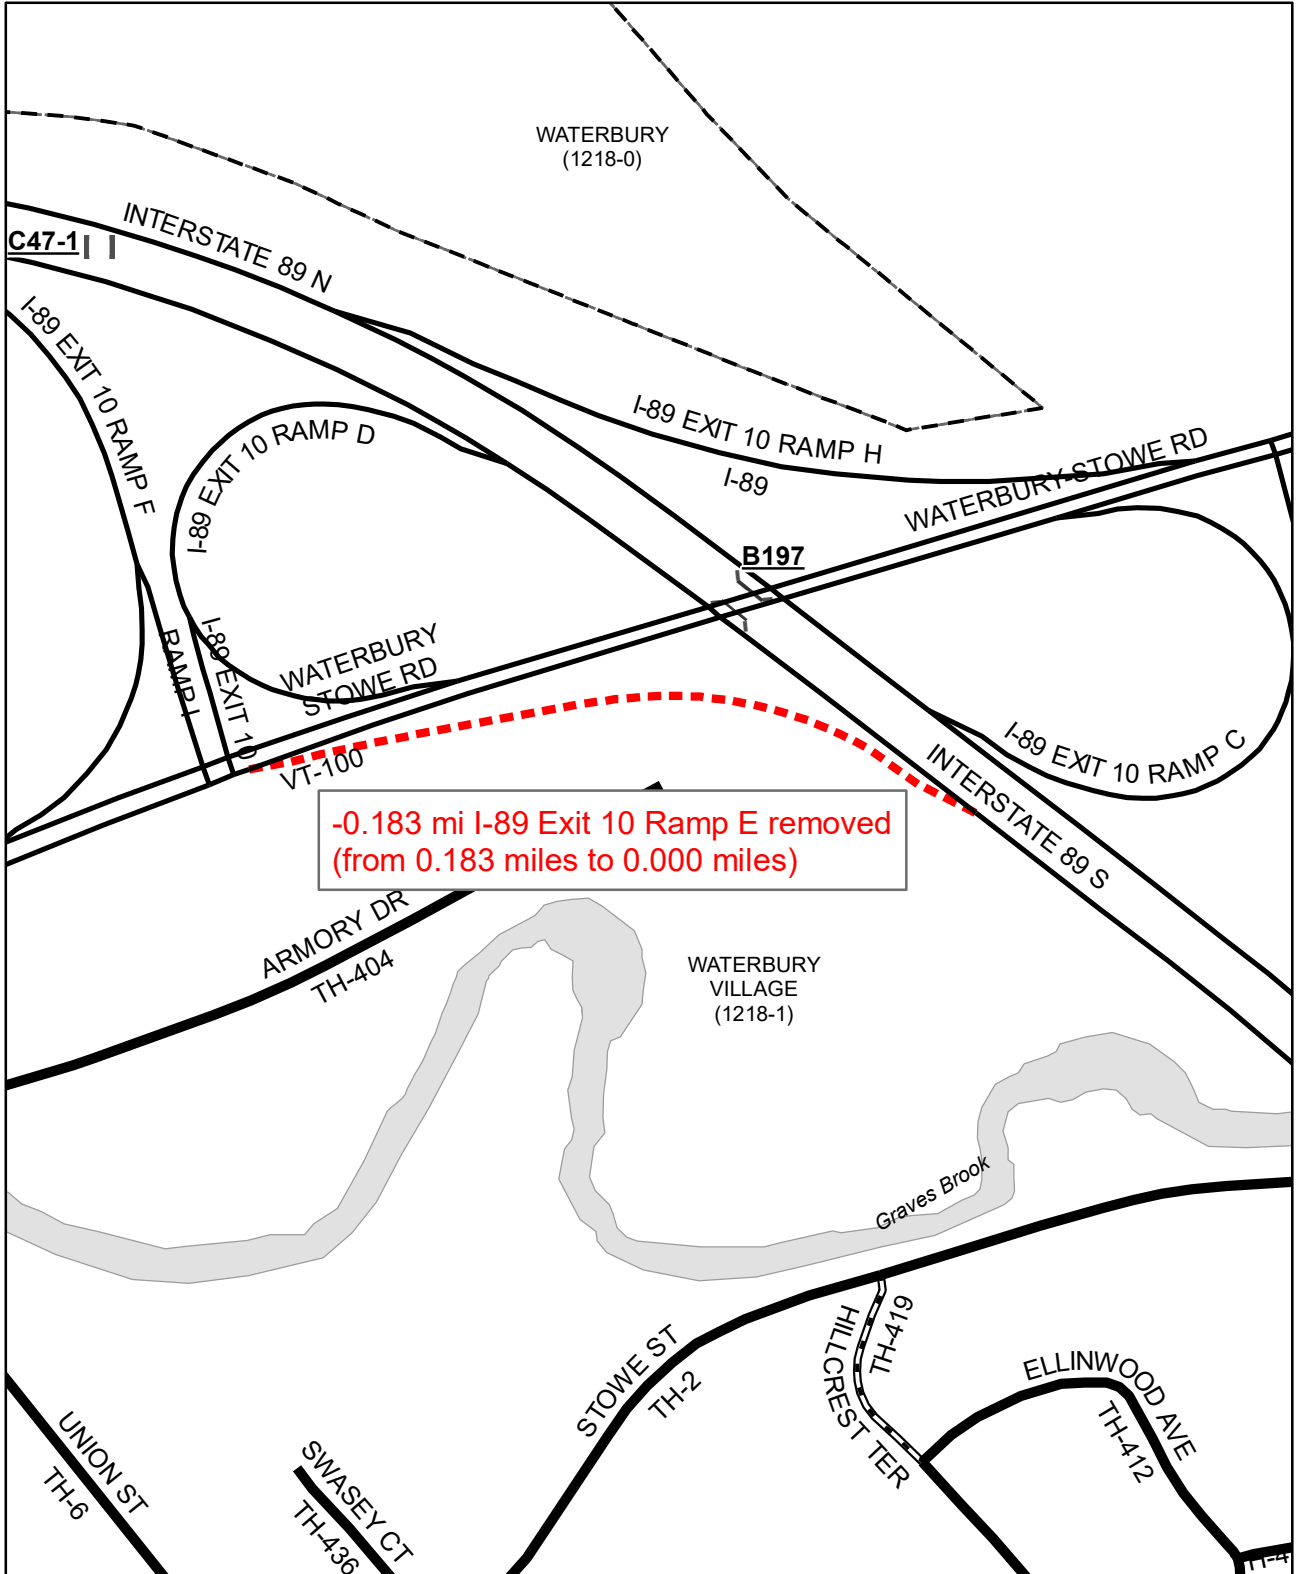 WATERBURY
(1218-0)
INTERSTATE 89 N
C47-1
I-89 EXIT 10 RAMP F
I-89 EXIT 10 RAMP D
I-89 EXIT 10 RAMP H
I-89
WATERBURY-STOWE RD
B197
I-89 EXIT 10
RAMP I
WATERBURY
STOWE RD
VT-100
I-89 EXIT 10 RAMP C
INTERSTATE 89 S
-0.183 mi I-89 Exit 10 Ramp E removed
(from 0.183 miles to 0.000 miles)
ARMORY DR
TH-404
WATERBURY
VILLAGE
(1218-1)
Graves Brook
STOWE ST
TH-2
HILLCREST TER
TH-419
ELLINWOOD AVE
TH-412
UNION ST
TH-6
SWASEY CT
TH-436